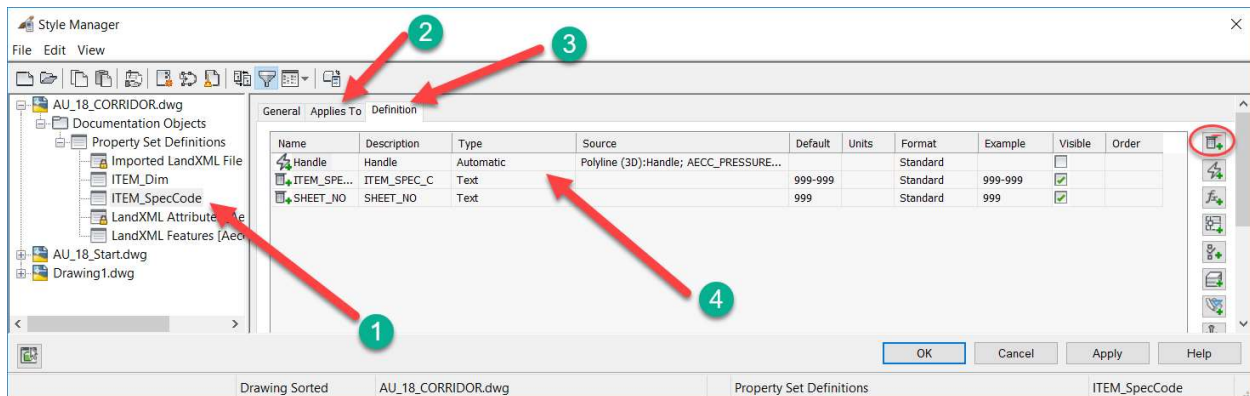 Style Manager
File Edit View
2
3
AU_18_CORRIDOR.dwg
Documentation Objects
Property Set Definitions
Imported LandXML File
ITEM_Dim
ITEM_SpecCode
LandXML Attribute
LandXML Features [Aec
AU_18_Start.dwg
Drawing1.dwg
1
General Applies To Definition
Name Description Type Source Default Units Format Example Visible Order
Handle Handle Automatic Polyline (3D):Handle; AECC_PRESSURE... Standard
ITEM_SPE... ITEM_SPEC_C Text 999-999 Standard 999-999
SHEET_NO SHEET_NO Text 999 Standard 999
4
OK Cancel Apply Help
Drawing Sorted AU_18_CORRIDOR.dwg Property Set Definitions ITEM_SpecCode